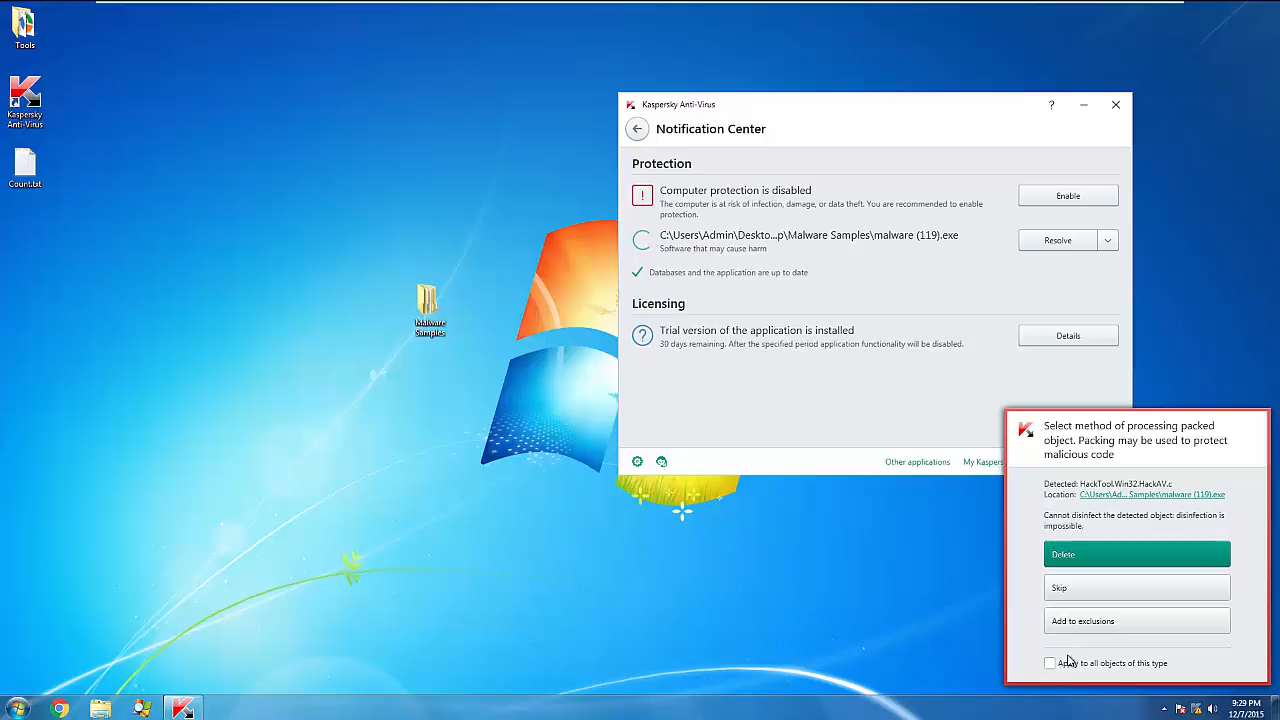 Tools
Kaspersky
Anti-Virus
Count.txt
Malware
Samples
Kaspersky Anti-Virus
?
Notification Center
Protection
Computer protection is disabled
The computer is at risk of infection, damage, or data theft. You are recommended to enable
protection.
Enable
C:\Users\Admin\Deskto...p\Malware Samples\malware (119).exe
Software that may cause harm
Resolve
Databases and the application are up to date
Licensing
Trial version of the application is installed
30 days remaining. After the specified period application functionality will be disabled.
Details
Other applications
My Kaspers
Select method of processing packed
object. Packing may be used to protect
malicious code
Detected: HackTool.Win32.HackAV.c
Location: C:\Users\Ad... Samples\malware (119).exe
Cannot disinfect the detected object: disinfection is
impossible.
Delete
Skip
Add to exclusions
Apply to all objects of this type
9:29 PM
12/7/2015